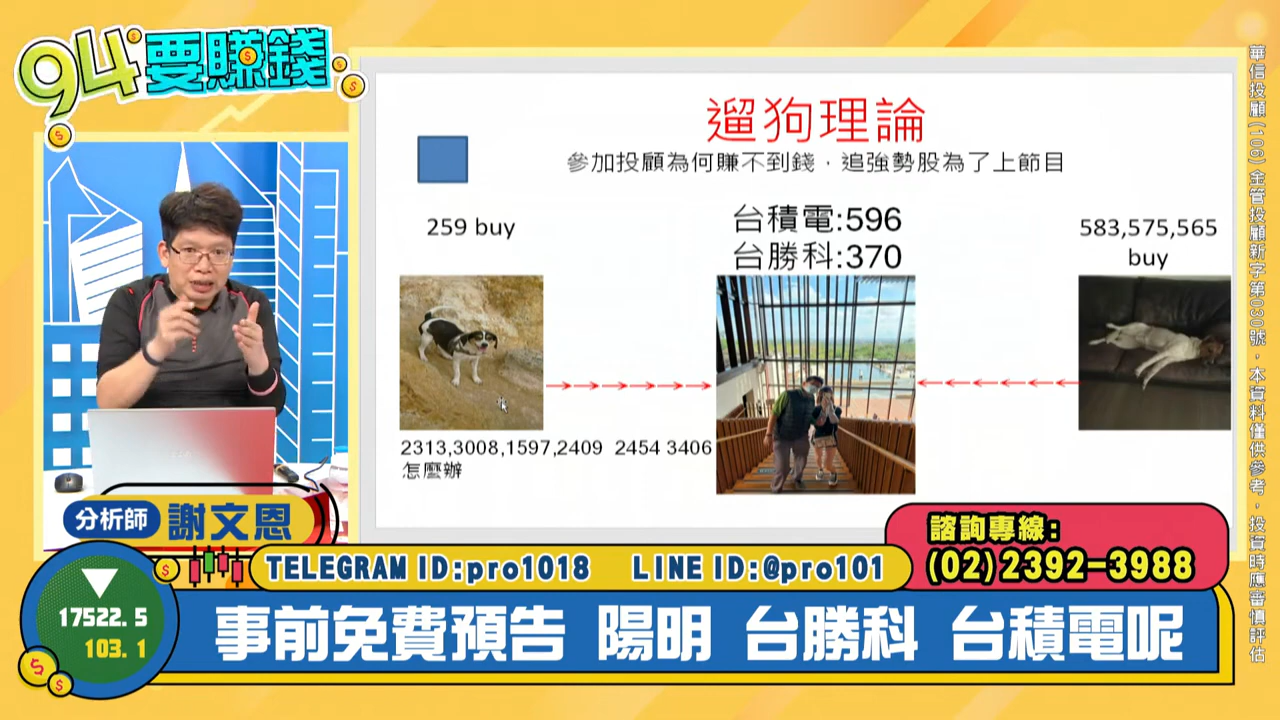 94要賺錢
遛狗理論
參加投顧為何賺不到錢，追強勢股為了上節目
259 buy
台積電:596
台勝科:370
583,575,565
buy
2313,3008,1597,2409 2454 3406
怎麼辦
華信投顧(106)金管投顧新字第030號，本資料僅供參考，投資時應審慎評估
分析師 謝文恩
諮詢專線:
(02)2392-3988
TELEGRAM ID:pro1018 LINE ID:@pro101
17522.5
103.1
事前免費預告 陽明 台勝科 台積電呢